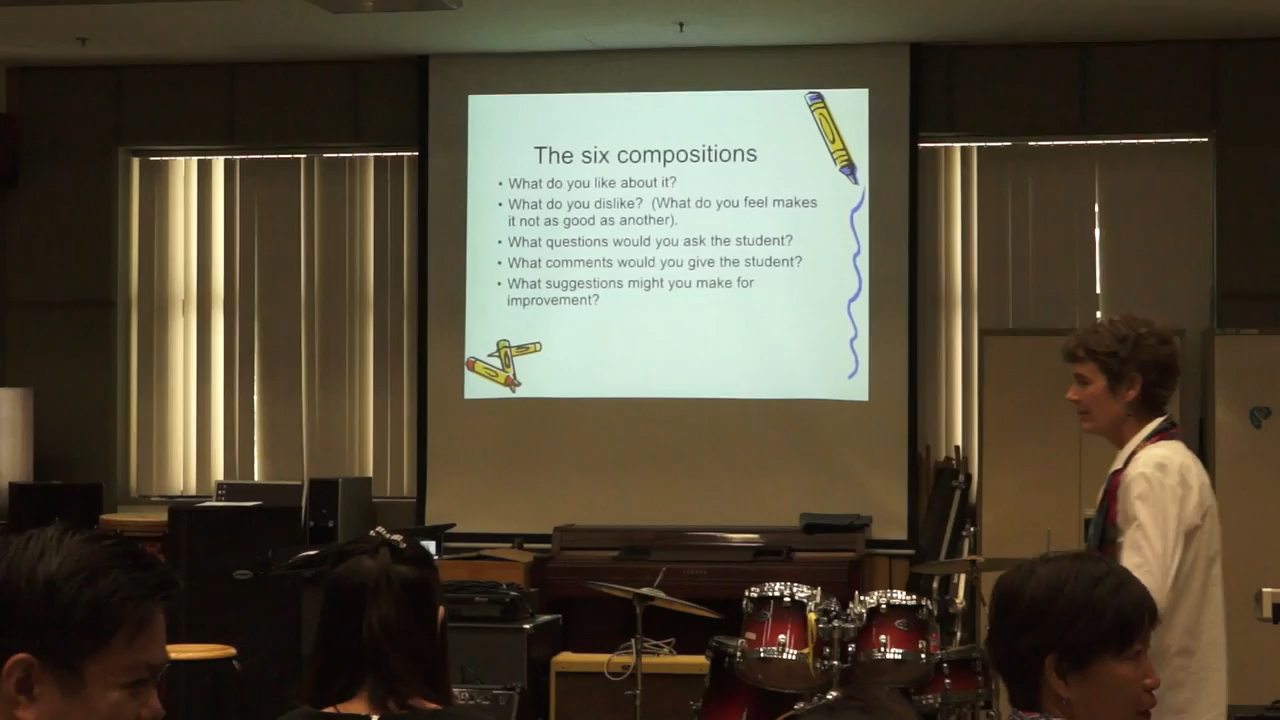 The six compositions
• What do you like about it?
• What do you dislike? (What do you feel makes
it not as good as another).
• What questions would you ask the student?
• What comments would you give the student?
• What suggestions might you make for
improvement?